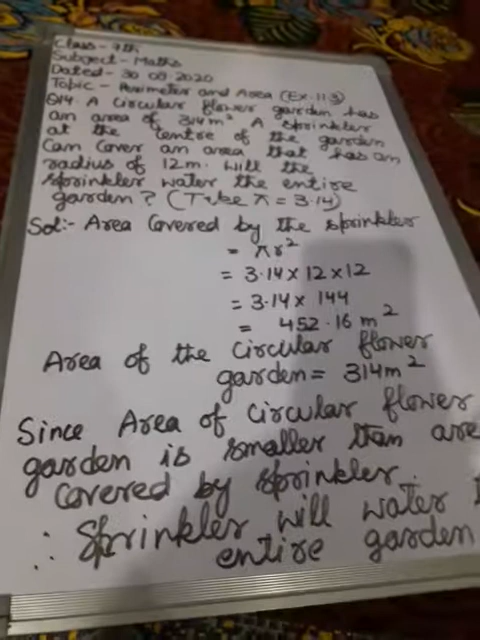 Class- 7th
Subject- Maths
Dated- 30.09.2020
Topic- Perimeter and Area (Ex. 11.3)
Q14. A circular flower garden has
an area of 314m². A sprinkler
at the centre of the garden
can cover an area that has an
radius of 12m. Will the
sprinkler water the entire
garden? (Take π = 3.14)
Sol:- Area covered by the sprinkler
= πr²
= 3.14 x 12 x 12
= 3.14 x 144
= 452.16 m²
Area of the circular flower
garden = 314m²
Since Area of circular flower
garden is smaller than are
covered by sprinkler.
∴ Sprinkler will water
entire garden